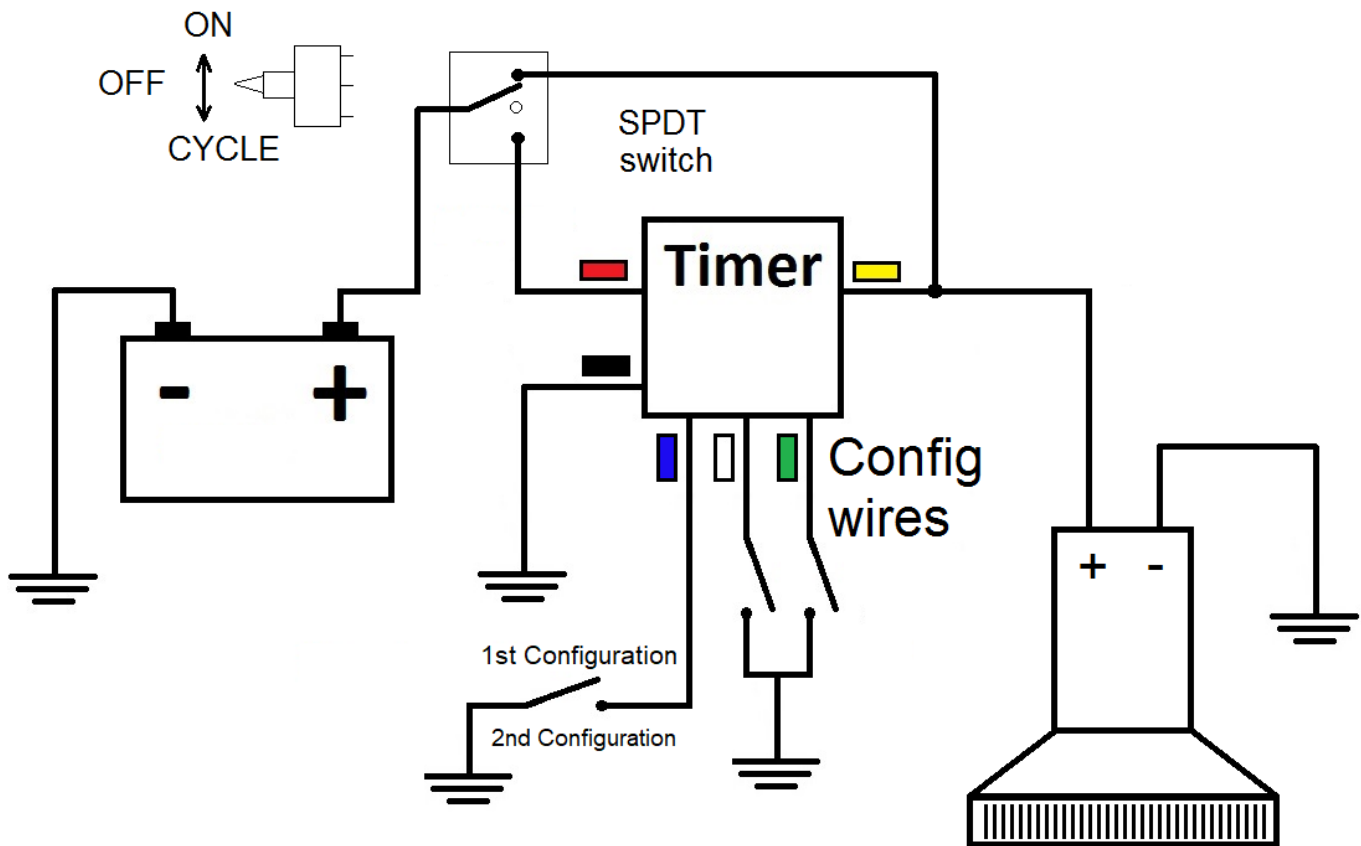 ON
OFF
CYCLE
SPDT
switch
Timer
- +
Config
wires
+ -
1st Configuration
2nd Configuration